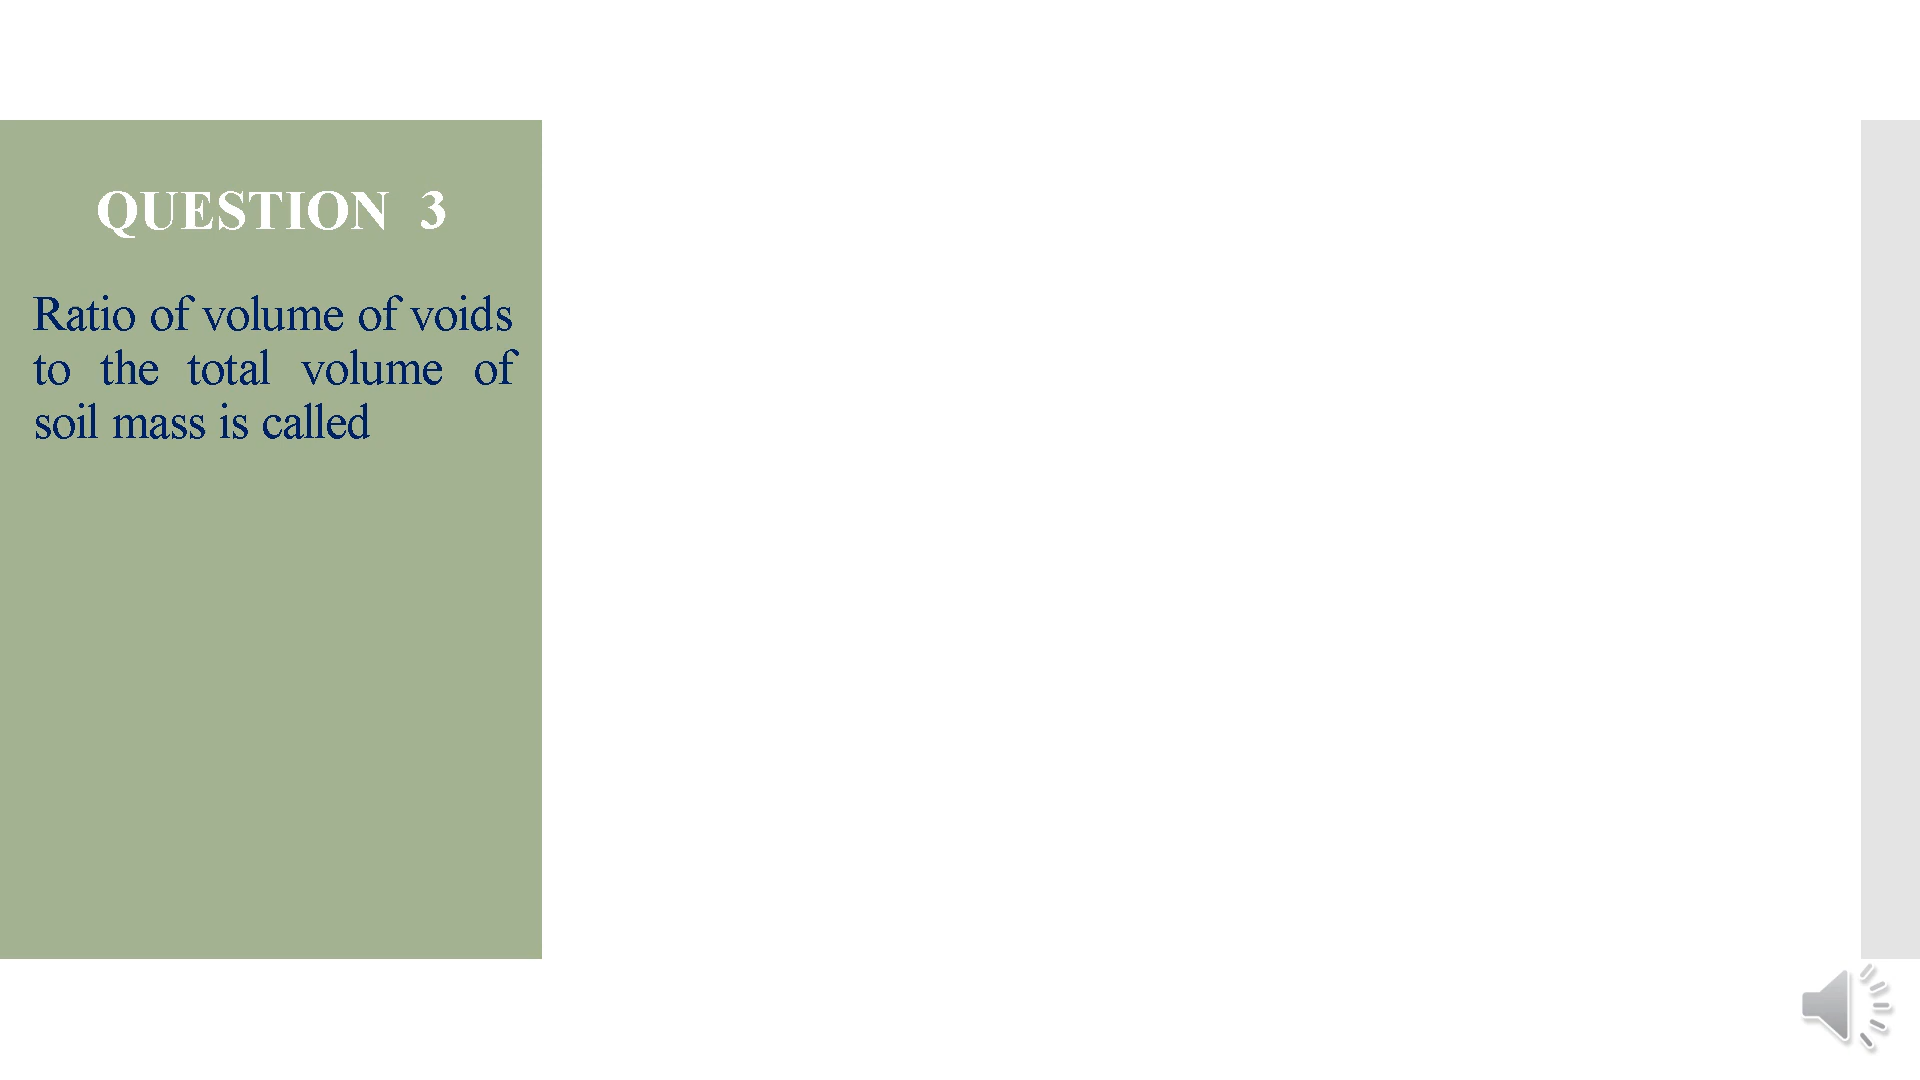 QUESTION 3
Ratio of volume of voids
to the total volume of
soil mass is called